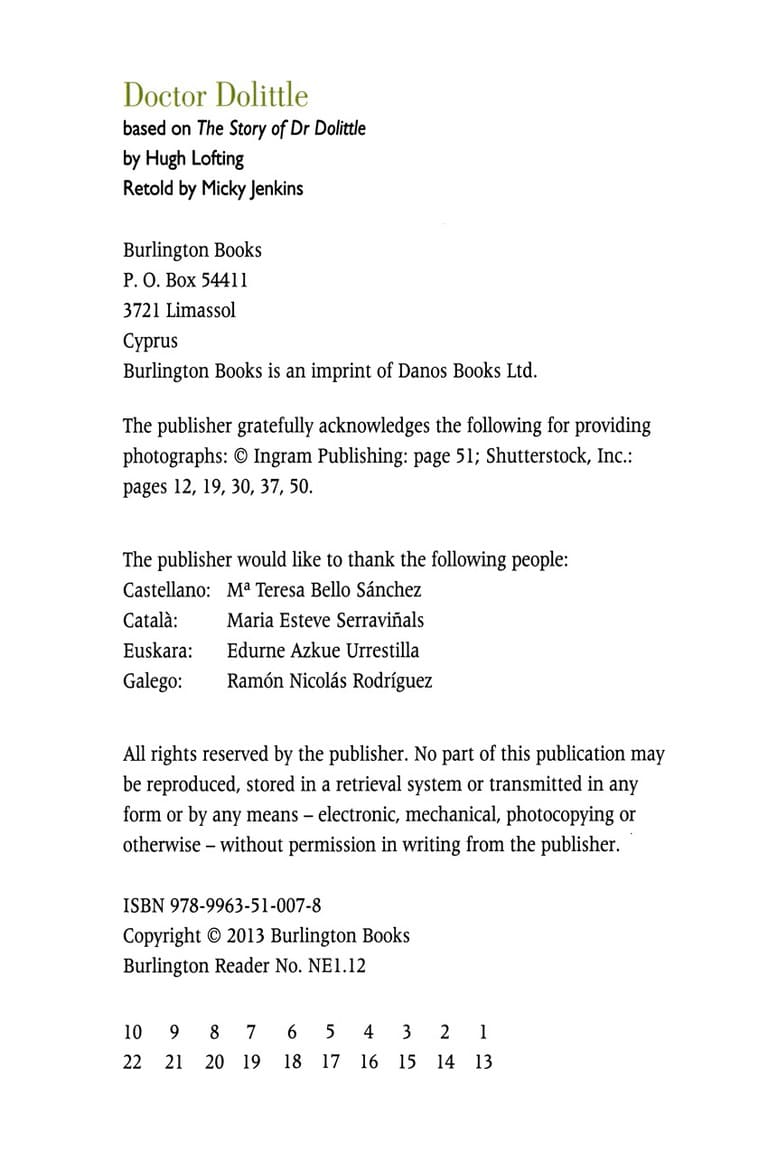 Doctor Dolittle
based on The Story of Dr Dolittle
by Hugh Lofting
Retold by Micky Jenkins
Burlington Books
P. O. Box 54411
3721 Limassol
Cyprus
Burlington Books is an imprint of Danos Books Ltd.
The publisher gratefully acknowledges the following for providing
photographs: © Ingram Publishing: page 51; Shutterstock, Inc.:
pages 12, 19, 30, 37, 50.
The publisher would like to thank the following people:
Castellano: Mª Teresa Bello Sánchez
Català: Maria Esteve Serraviñals
Euskara: Edurne Azkue Urrestilla
Galego: Ramón Nicolás Rodríguez
All rights reserved by the publisher. No part of this publication may
be reproduced, stored in a retrieval system or transmitted in any
form or by any means – electronic, mechanical, photocopying or
otherwise – without permission in writing from the publisher.
ISBN 978-9963-51-007-8
Copyright © 2013 Burlington Books
Burlington Reader No. NE1.12
10 9 8 7 6 5 4 3 2 1
22 21 20 19 18 17 16 15 14 13